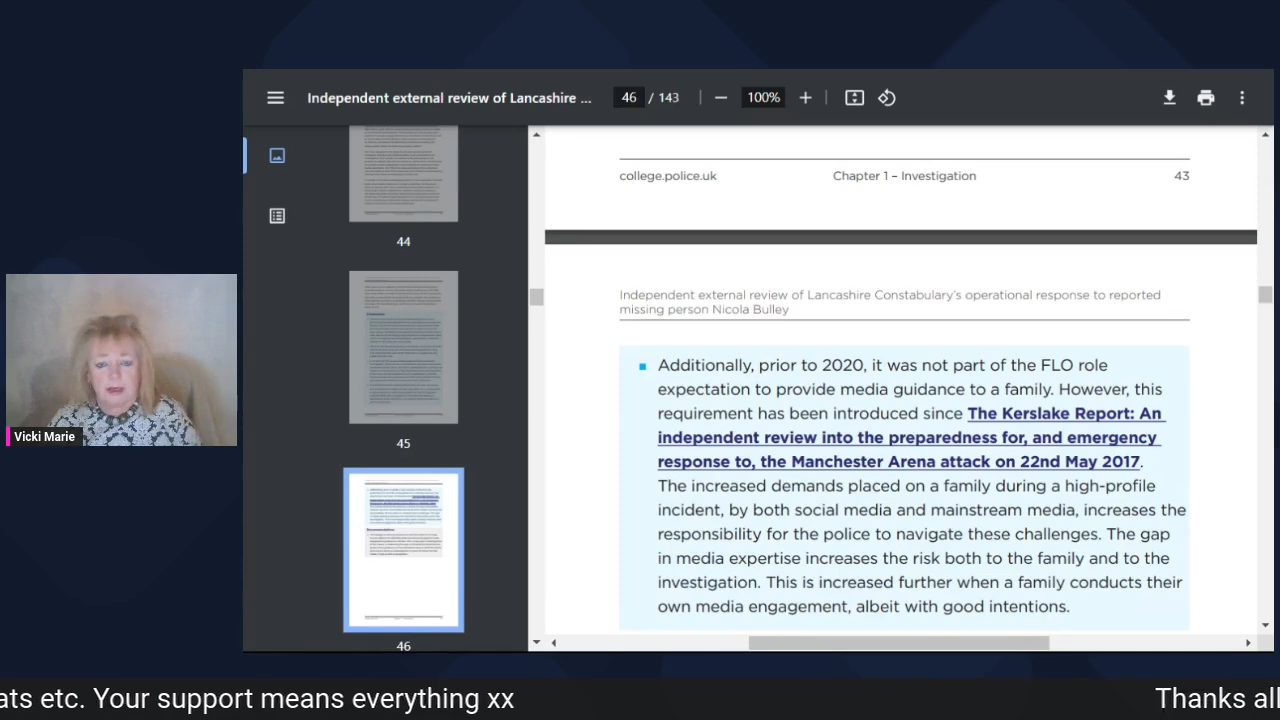 Independent external review of Lancashire ...
46 / 143
100%
44
45
46
college.police.uk
Chapter 1 – Investigation
43
Independent external review of Lancashire Constabulary's operational response to reported
missing person Nicola Bulley
Additionally, prior to 2020, it was not part of the FLO role
expectation to provide media guidance to a family. However, this
requirement has been introduced since The Kerslake Report: An
independent review into the preparedness for, and emergency
response to, the Manchester Arena attack on 22nd May 2017.
The increased demands placed on a family during a high-profile
incident, by both social media and mainstream media, increases the
responsibility for the police to navigate these challenges. The gap
in media expertise increases the risk both to the family and to the
investigation. This is increased further when a family conducts their
own media engagement, albeit with good intentions.
Vicki Marie
ats etc. Your support means everything xx
Thanks all